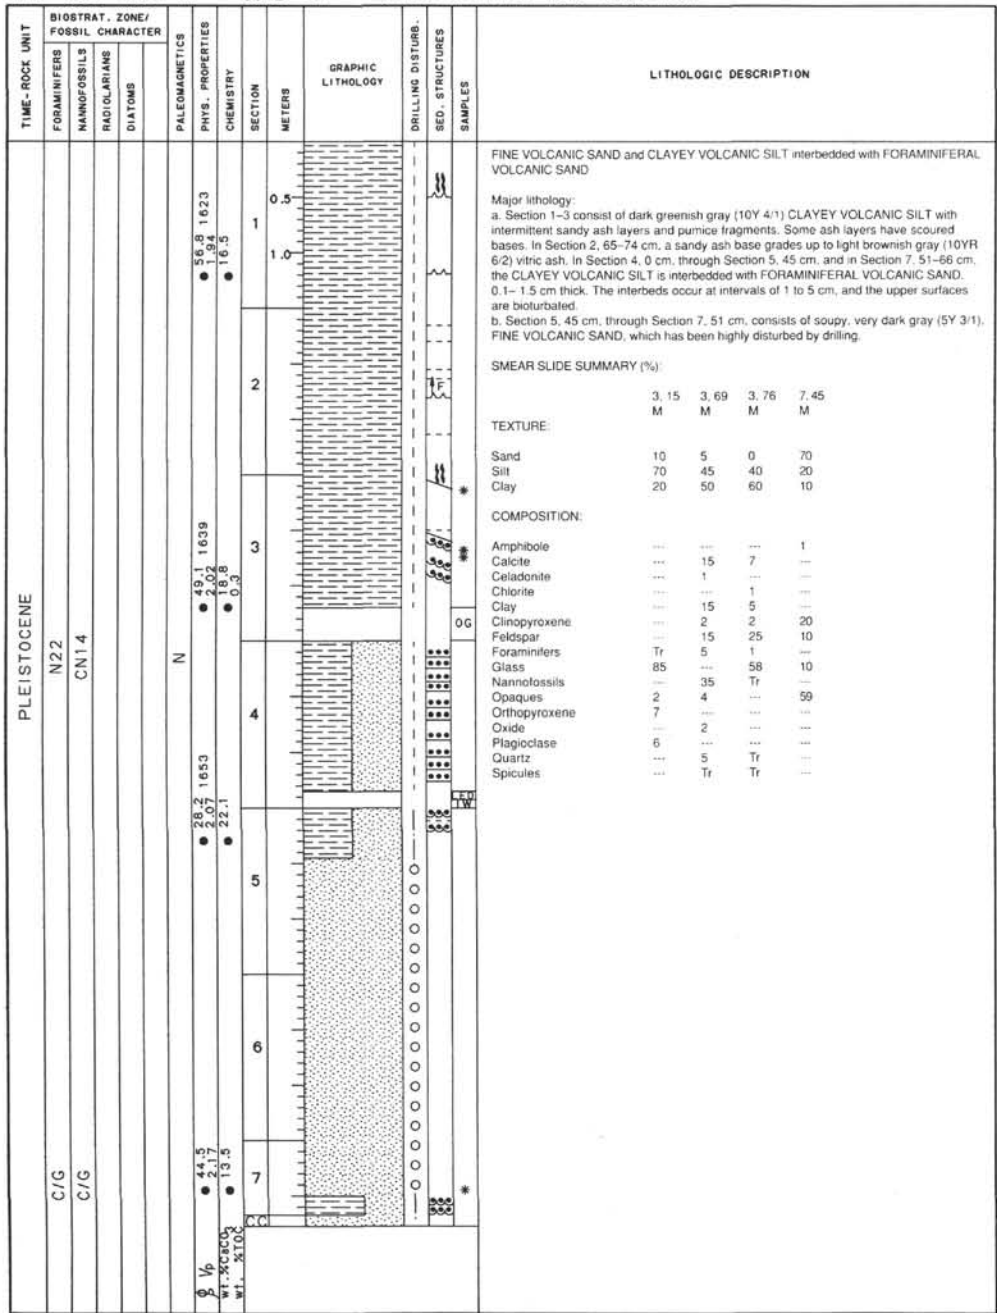 TIME-ROCK UNIT
BIOSTRAT. ZONE/
FOSSIL CHARACTER
FORAMINIFERS
NANNOFOSSILS
RADIOLARIANS
DIATOMS
PALEOMAGNETICS
PHYS. PROPERTIES
CHEMISTRY
SECTION
METERS
GRAPHIC
LITHOLOGY
DRILLING DISTURB.
SED. STRUCTURES
SAMPLES
LITHOLOGIC DESCRIPTION
PLEISTOCENE
N22
C/G
CN14
C/G
N
56.8 1623
1.94
16.5
49.1 1639
2.02
18.8
0.3
28.2 1653
2.07
22.1
44.5
2.17
13.5
φ Vp
ρ
wt.%CaCO3
wt. %TOC
1
0.5
1.0
2
F
3
OG
4
IW
5
6
7
CC
FINE VOLCANIC SAND and CLAYEY VOLCANIC SILT interbedded with FORAMINIFERAL
VOLCANIC SAND
Major lithology:
a. Section 1–3 consist of dark greenish gray (10Y 4/1) CLAYEY VOLCANIC SILT with
intermittent sandy ash layers and pumice fragments. Some ash layers have scoured
bases. In Section 2, 65–74 cm, a sandy ash base grades up to light brownish gray (10YR
6/2) vitric ash. In Section 4, 0 cm, through Section 5, 45 cm, and in Section 7, 51–66 cm,
the CLAYEY VOLCANIC SILT is interbedded with FORAMINIFERAL VOLCANIC SAND,
0.1– 1.5 cm thick. The interbeds occur at intervals of 1 to 5 cm, and the upper surfaces
are bioturbated.
b. Section 5, 45 cm, through Section 7, 51 cm, consists of soupy, very dark gray (5Y 3/1),
FINE VOLCANIC SAND, which has been highly disturbed by drilling.
SMEAR SLIDE SUMMARY (%):
3, 15 3, 69 3, 76 7, 45
M M M M
TEXTURE:
Sand 10 5 0 70
Silt 70 45 40 20
Clay 20 50 60 10
COMPOSITION:
Amphibole --- --- --- 1
Calcite --- 15 7 ---
Celadonite --- 1 --- ---
Chlorite --- --- 1 ---
Clay --- 15 5 ---
Clinopyroxene --- 2 2 20
Feldspar --- 15 25 10
Foraminifers Tr 5 1 ---
Glass 85 --- 58 10
Nannofossils --- 35 Tr ---
Opaques 2 4 --- 59
Orthopyroxene 7 --- --- ---
Oxide --- 2 --- ---
Plagioclase 6 --- --- ---
Quartz --- 5 Tr ---
Spicules --- Tr Tr ---